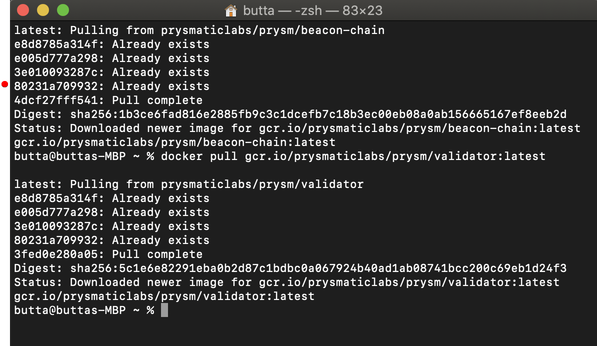 butta — -zsh — 83×23
latest: Pulling from prysmaticlabs/prysm/beacon-chain
e8d8785a314f: Already exists
e005d777a298: Already exists
3e010093287c: Already exists
80231a709932: Already exists
4dcf27fff541: Pull complete
Digest: sha256:1b3ce6fad816e2885fb9c3c1dcefb7c18b3ec00eb08a0ab156665167ef8eeb2d
Status: Downloaded newer image for gcr.io/prysmaticlabs/prysm/beacon-chain:latest
gcr.io/prysmaticlabs/prysm/beacon-chain:latest
butta@buttas-MBP ~ % docker pull gcr.io/prysmaticlabs/prysm/validator:latest
latest: Pulling from prysmaticlabs/prysm/validator
e8d8785a314f: Already exists
e005d777a298: Already exists
3e010093287c: Already exists
80231a709932: Already exists
3fed0e280a05: Pull complete
Digest: sha256:5c1e6e82291eba0b2d87c1bdbc0a067924b40ad1ab08741bcc200c69eb1d24f3
Status: Downloaded newer image for gcr.io/prysmaticlabs/prysm/validator:latest
gcr.io/prysmaticlabs/prysm/validator:latest
butta@buttas-MBP ~ %